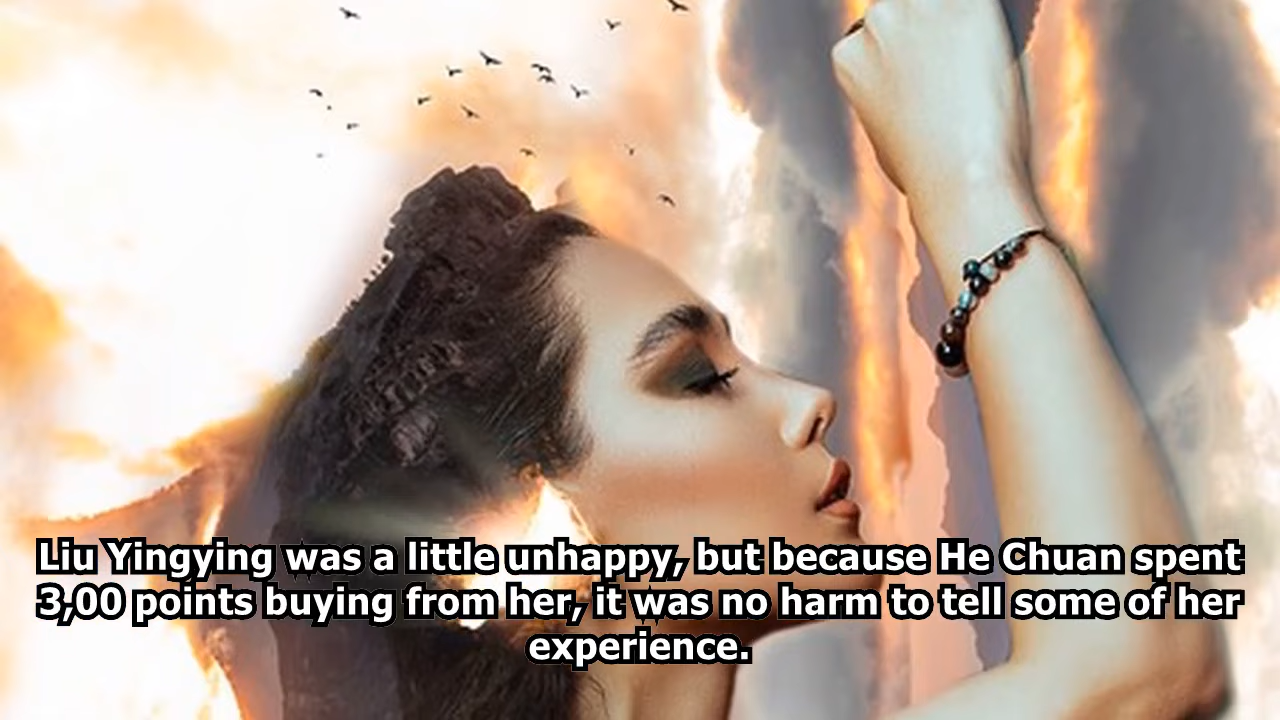 Liu Yingying was a little unhappy, but because He Chuan spent
3,00 points buying from her, it was no harm to tell some of her
experience.